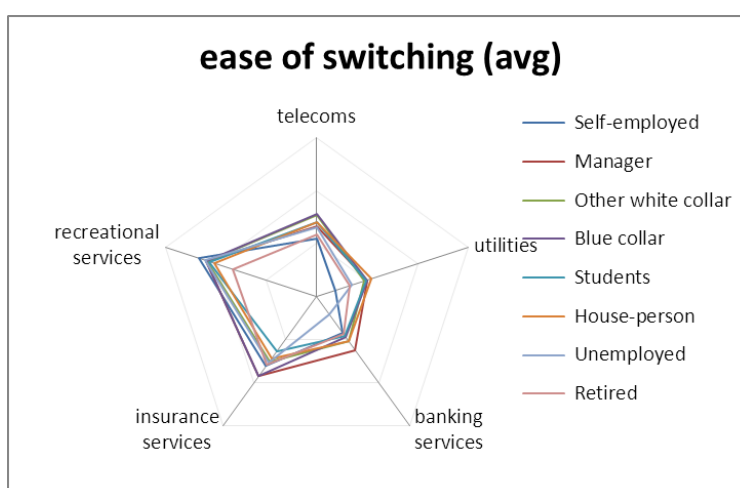 ease of switching (avg)
telecoms
utilities
banking
services
insurance
services
recreational
services
Self-employed
Manager
Other white collar
Blue collar
Students
House-person
Unemployed
Retired